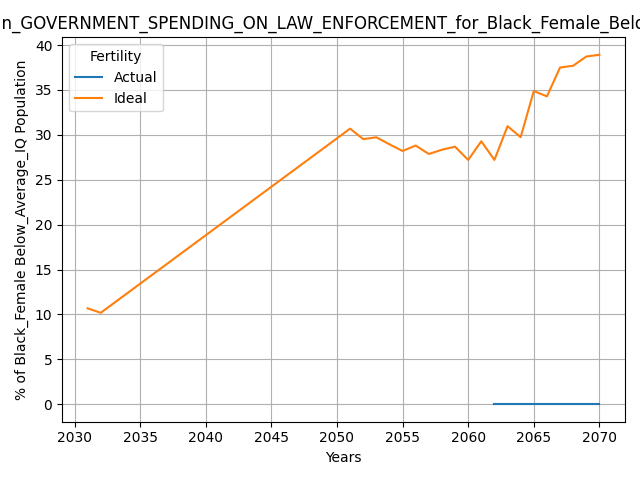 n_GOVERNMENT_SPENDING_ON_LAW_ENFORCEMENT_for_Black_Female_Belo
Fertility
Actual
Ideal
% of Black_Female Below_Average_IQ Population
40
35
30
25
20
15
10
5
0
2030 2035 2040 2045 2050 2055 2060 2065 2070
Years